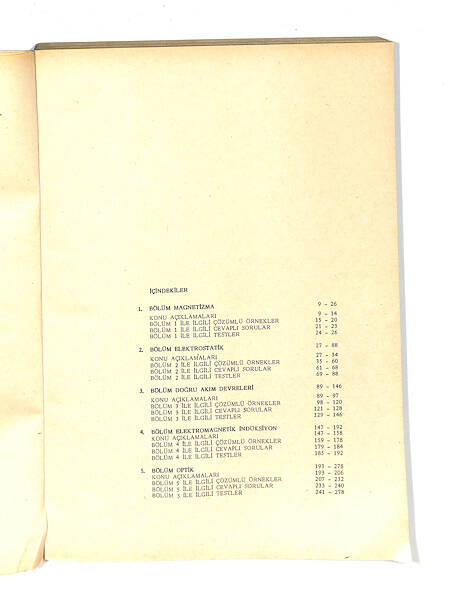 İÇİNDEKİLER
1. BÖLÜM MAGNETİZMA 9 - 26
KONU AÇIKLAMALARI 9 - 14
BÖLÜM 1 İLE İLGİLİ ÇÖZÜMLÜ ÖRNEKLER 15 - 20
BÖLÜM 1 İLE İLGİLİ CEVAPLI SORULAR 21 - 23
BÖLÜM 1 İLE İLGİLİ TESTLER 24 - 26
2. BÖLÜM ELEKTROSTATİK 27 - 88
KONU AÇIKLAMALARI 27 - 34
BÖLÜM 2 İLE İLGİLİ ÇÖZÜMLÜ ÖRNEKLER 35 - 60
BÖLÜM 2 İLE İLGİLİ CEVAPLI SORULAR 61 - 68
BÖLÜM 2 İLE İLGİLİ TESTLER 69 - 88
3. BÖLÜM DOĞRU AKIM DEVRELERİ 89 - 146
KONU AÇIKLAMALARI 89 - 97
BÖLÜM 3 İLE İLGİLİ ÇÖZÜMLÜ ÖRNEKLER 98 - 120
BÖLÜM 3 İLE İLGİLİ CEVAPLI SORULAR 121 - 128
BÖLÜM 3 İLE İLGİLİ TESTLER 129 - 146
4. BÖLÜM ELEKTROMAGNETİK İNDÜKSİYON 147 - 192
KONU AÇIKLAMALARI 147 - 158
BÖLÜM 4 İLE İLGİLİ ÇÖZÜMLÜ ÖRNEKLER 159 - 178
BÖLÜM 4 İLE İLGİLİ CEVAPLI SORULAR 179 - 184
BÖLÜM 4 İLE İLGİLİ TESTLER 185 - 192
5. BÖLÜM OPTİK 193 - 278
KONU AÇIKLAMALARI 193 - 206
BÖLÜM 5 İLE İLGİLİ ÇÖZÜMLÜ ÖRNEKLER 207 - 232
BÖLÜM 5 İLE İLGİLİ CEVAPLI SORULAR 233 - 240
BÖLÜM 5 İLE İLGİLİ TESTLER 241 - 278